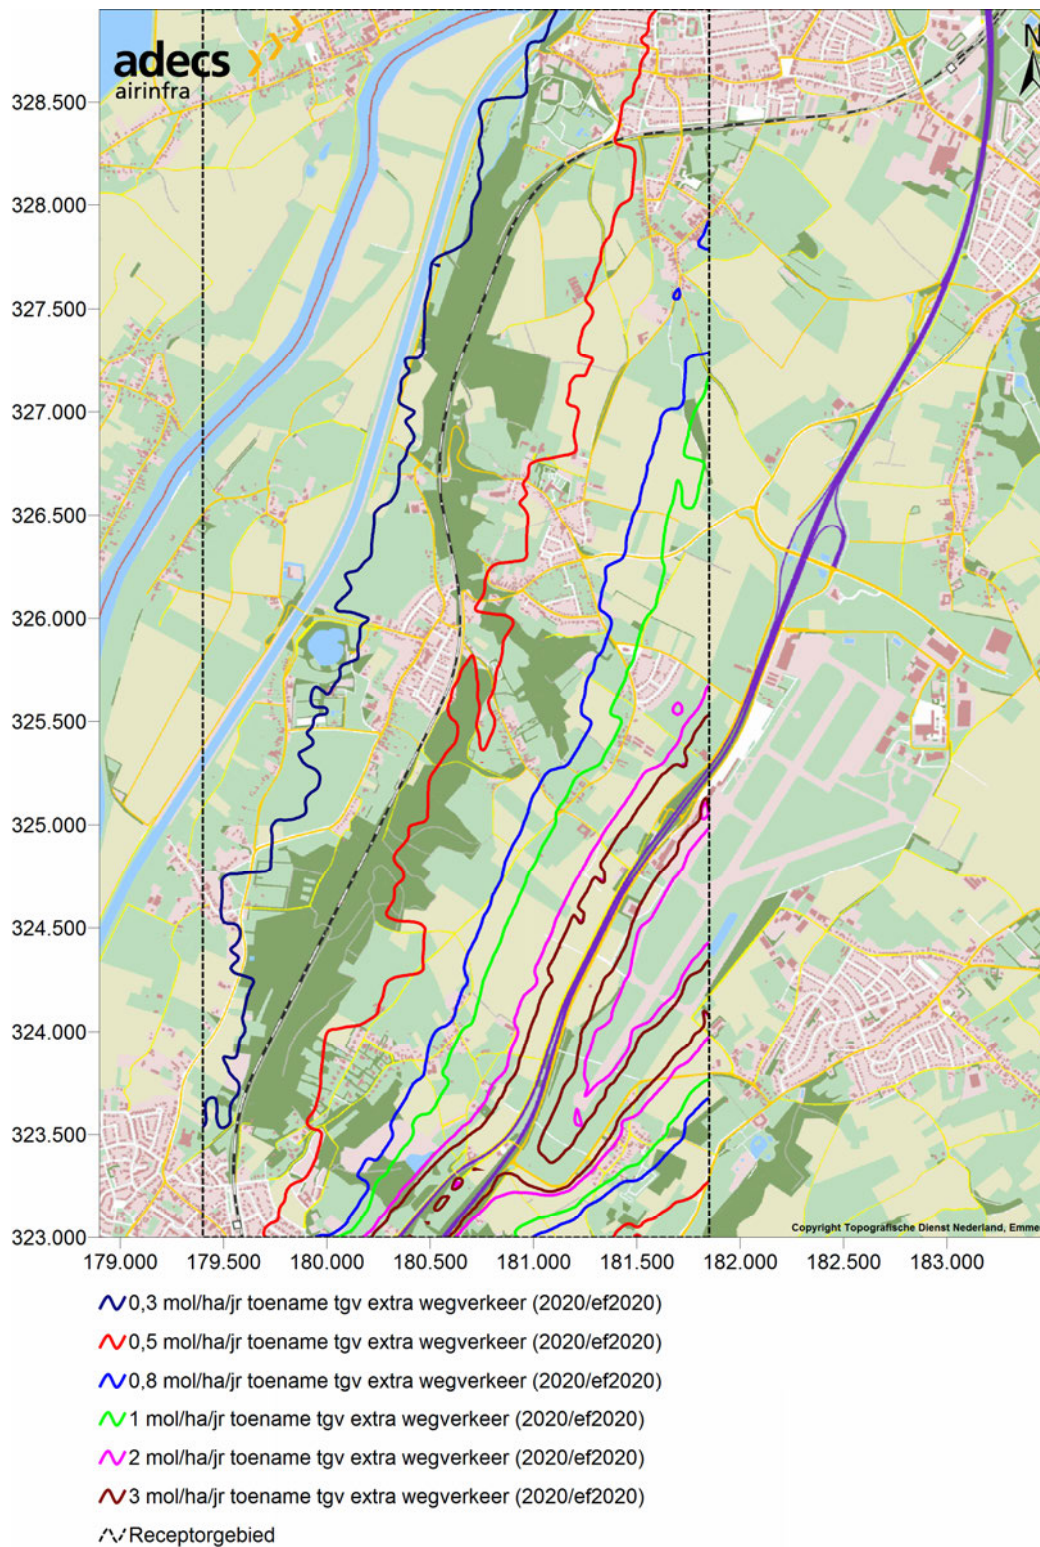 adecs
airinfra
N
328.500
328.000
327.500
327.000
326.500
326.000
325.500
325.000
324.500
324.000
323.500
323.000
Copyright Topografische Dienst Nederland, Emme
179.000 179.500 180.000 180.500 181.000 181.500 182.000 182.500 183.000
0,3 mol/ha/jr toename tgv extra wegverkeer (2020/ef2020)
0,5 mol/ha/jr toename tgv extra wegverkeer (2020/ef2020)
0,8 mol/ha/jr toename tgv extra wegverkeer (2020/ef2020)
1 mol/ha/jr toename tgv extra wegverkeer (2020/ef2020)
2 mol/ha/jr toename tgv extra wegverkeer (2020/ef2020)
3 mol/ha/jr toename tgv extra wegverkeer (2020/ef2020)
Receptorgebied